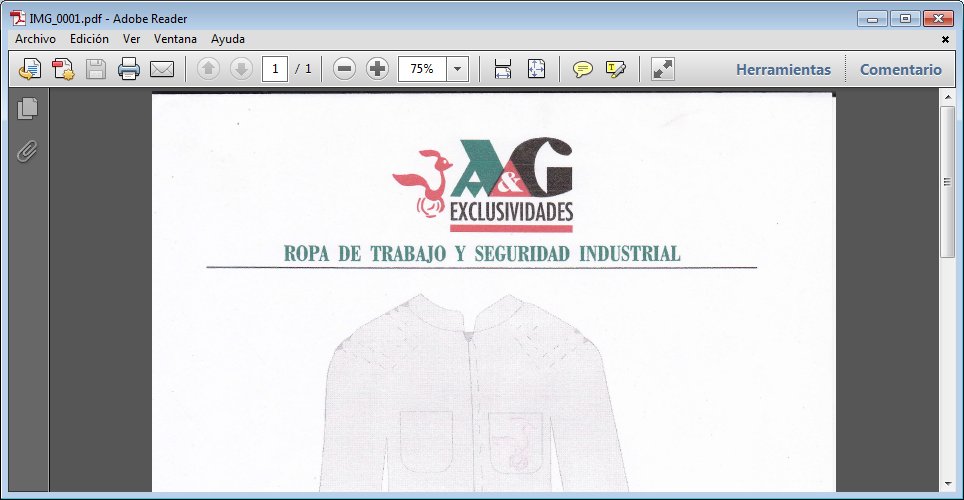 IMG_0001.pdf - Adobe Reader
Archivo Edición Ver Ventana Ayuda
1 / 1 75% T Herramientas Comentario
A&G
EXCLUSIVIDADES
ROPA DE TRABAJO Y SEGURIDAD INDUSTRIAL